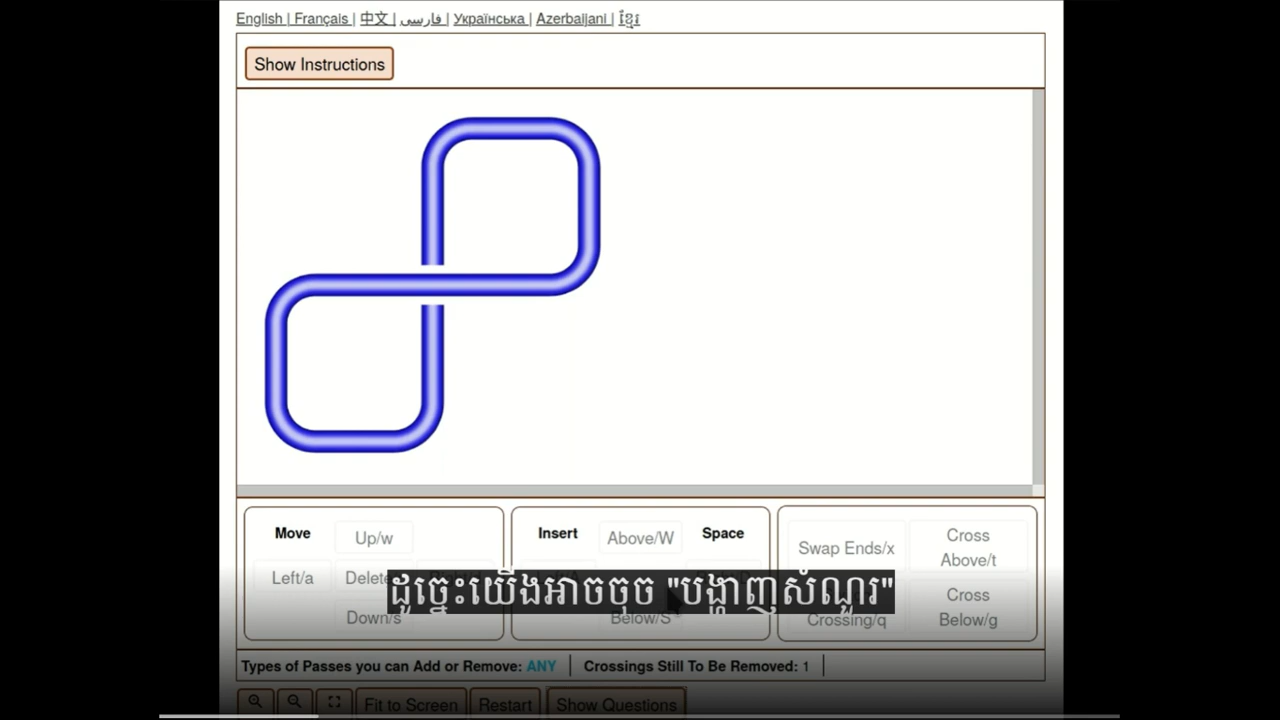 English | Français | 中文 | فارسی | Українська | Azerbaijani | ខ្មែរ
Show Instructions
Move Up/w
Left/a Delete
Down/s
Insert Above/W Space
Below/S
Swap Ends/x
Cross Above/t
Crossing/q
Cross Below/g
ដូច្នេះយើងអាចចុច "បង្ហាញសំណួរ"
Types of Passes you can Add or Remove: ANY
Crossings Still To Be Removed: 1
Fit to Screen Restart Show Questions